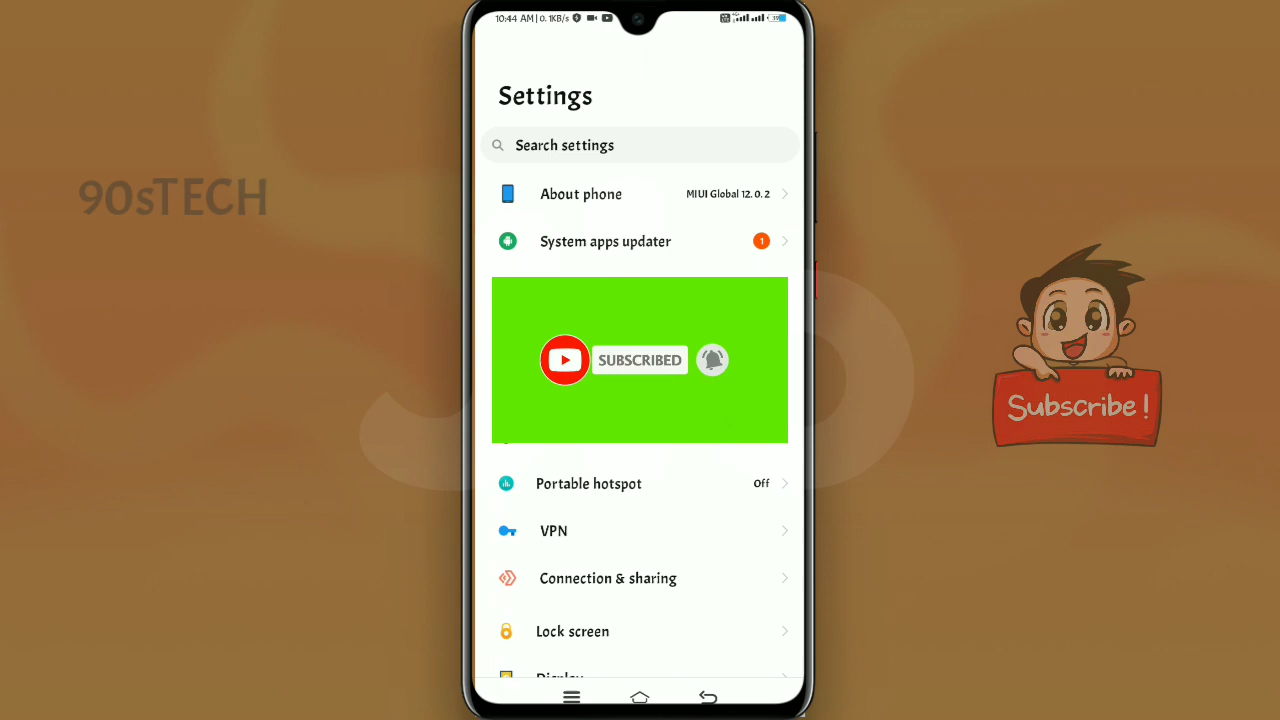 10:44 AM | 0.1KB/s
Settings
Search settings
About phone MIUI Global 12.0.2
System apps updater 1
90sTECH
SUBSCRIBED
Subscribe!
Portable hotspot Off
VPN
Connection & sharing
Lock screen
Display